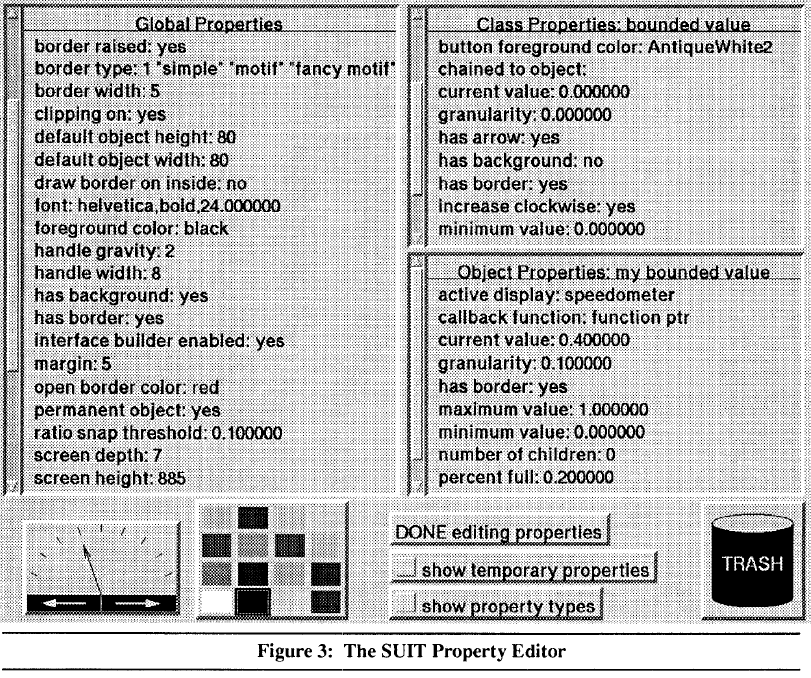 Global Properties
border raised: yes
border type: 1 "simple" "motif" "fancy motif"
border width: 5
clipping on: yes
default object height: 80
default object width: 80
draw border on inside: no
font: helvetica,bold,24.000000
foreground color: black
handle gravity: 2
handle width: 8
has background: yes
has border: yes
interface builder enabled: yes
margin: 5
open border color: red
permanent object: yes
ratio snap threshold: 0.100000
screen depth: 7
screen height: 885
Class Properties: bounded value
button foreground color: AntiqueWhite2
chained to object:
current value: 0.000000
granularity: 0.000000
has arrow: yes
has background: no
has border: yes
increase clockwise: yes
minimum value: 0.000000
Object Properties: my bounded value
active display: speedometer
callback function: function ptr
current value: 0.400000
granularity: 0.100000
has border: yes
maximum value: 1.000000
minimum value: 0.000000
number of children: 0
percent full: 0.200000
DONE editing properties
show temporary properties
show property types
TRASH
Figure 3: The SUIT Property Editor